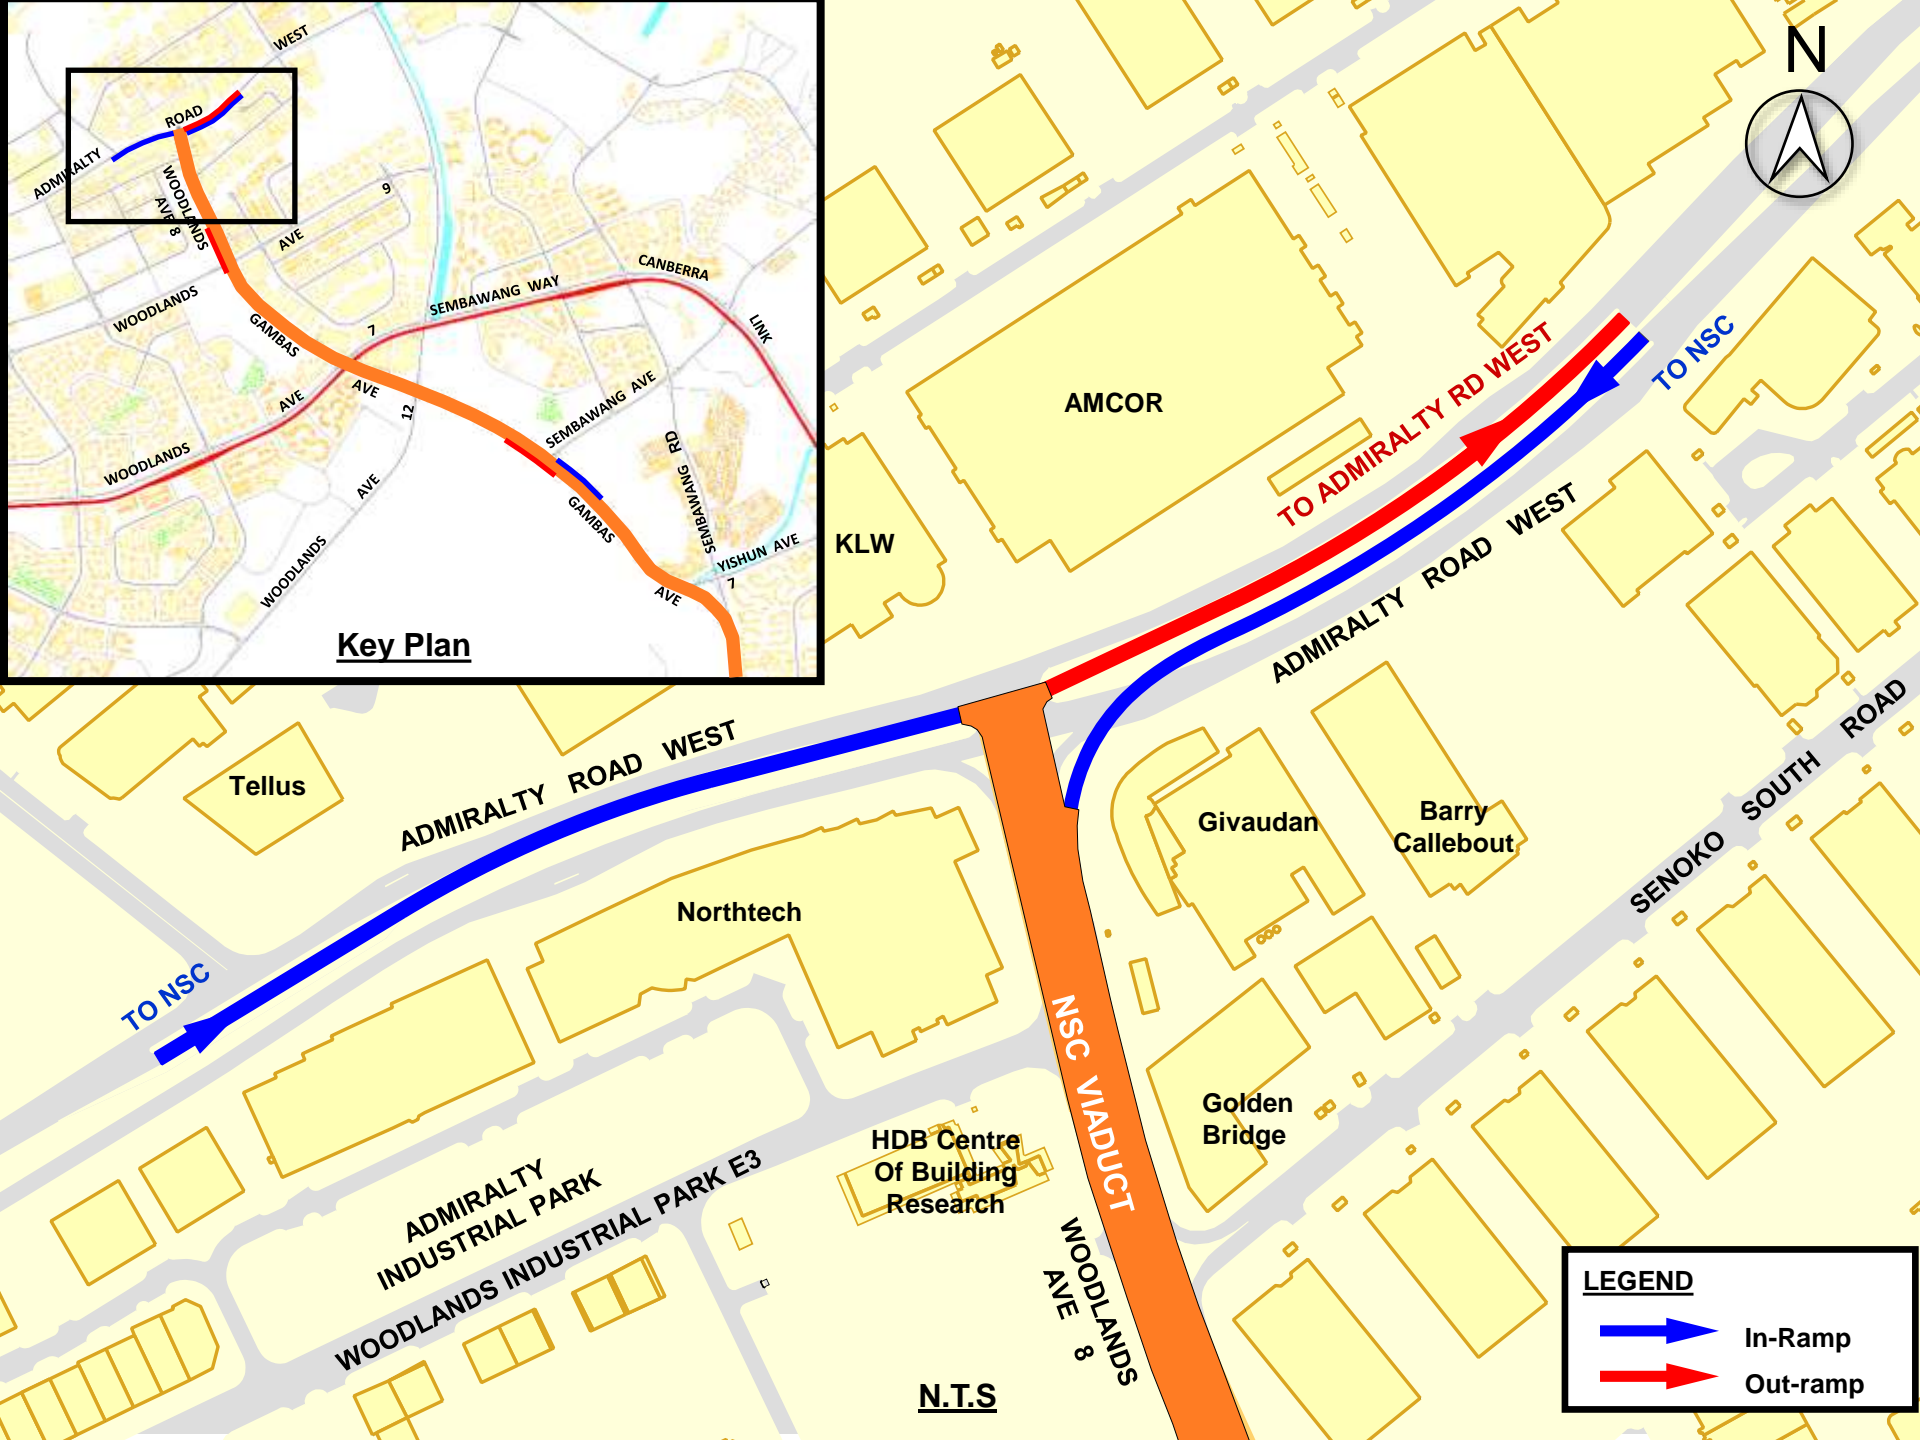 WEST
ROAD
ADMIRALTY
WOODLANDS
AVE 8
9
AVE
WOODLANDS
GAMBAS
7
SEMBAWANG WAY
CANBERRA
LINK
AVE
AVE
12
SEMBAWANG AVE
WOODLANDS
SEMBAWANG RD
AVE
GAMBAS
WOODLANDS
YISHUN AVE
7
AVE
Key Plan
N
AMCOR
KLW
TO ADMIRALTY RD WEST
TO NSC
ADMIRALTY ROAD WEST
ADMIRALTY ROAD WEST
Tellus
Givaudan
Barry
Callebout
SENOKO SOUTH ROAD
Northtech
TO NSC
NSC VIADUCT
Golden
Bridge
HDB Centre
Of Building
Research
ADMIRALTY
INDUSTRIAL PARK
WOODLANDS INDUSTRIAL PARK E3
WOODLANDS
AVE 8
N.T.S
LEGEND
In-Ramp
Out-ramp